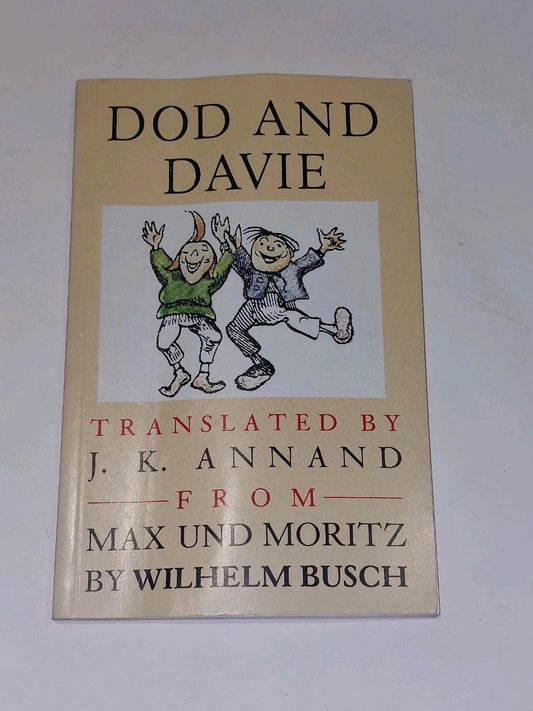 DOD AND
DAVIE
TRANSLATED BY
J. K. ANNAND
FROM
MAX UND MORITZ
BY WILHELM BUSCH